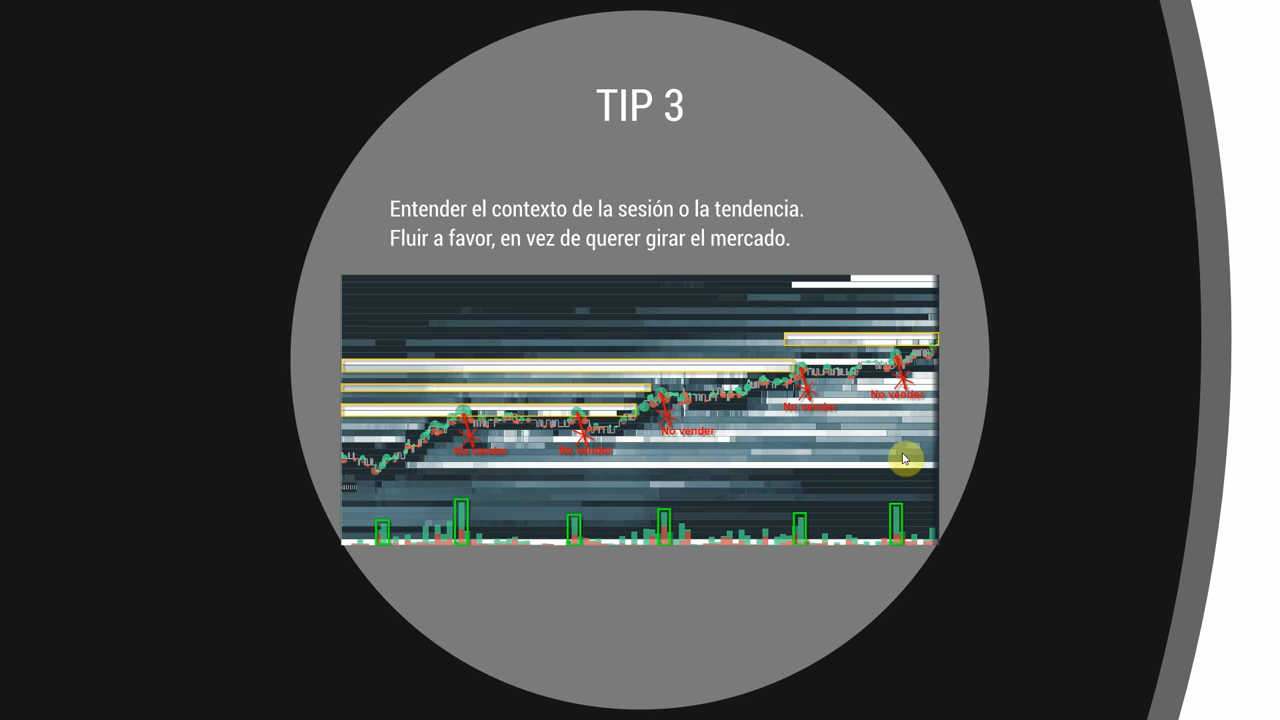 TIP 3
Entender el contexto de la sesión o la tendencia.
Fluir a favor, en vez de querer girar el mercado.
No vender
No vender
No vender
No vender
No vender